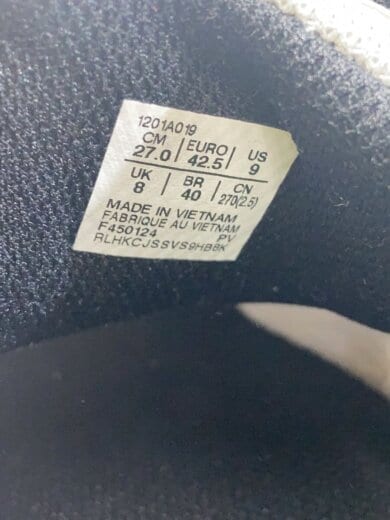 1201A019
CM | EURO | US
27.0 | 42.5 | 9
UK | BR | CN
8 | 40 | 270(2.5)
MADE IN VIETNAM
FABRIQUE AU VIETNAM
F450124 PV
RLHKCJSSVS9HBBK